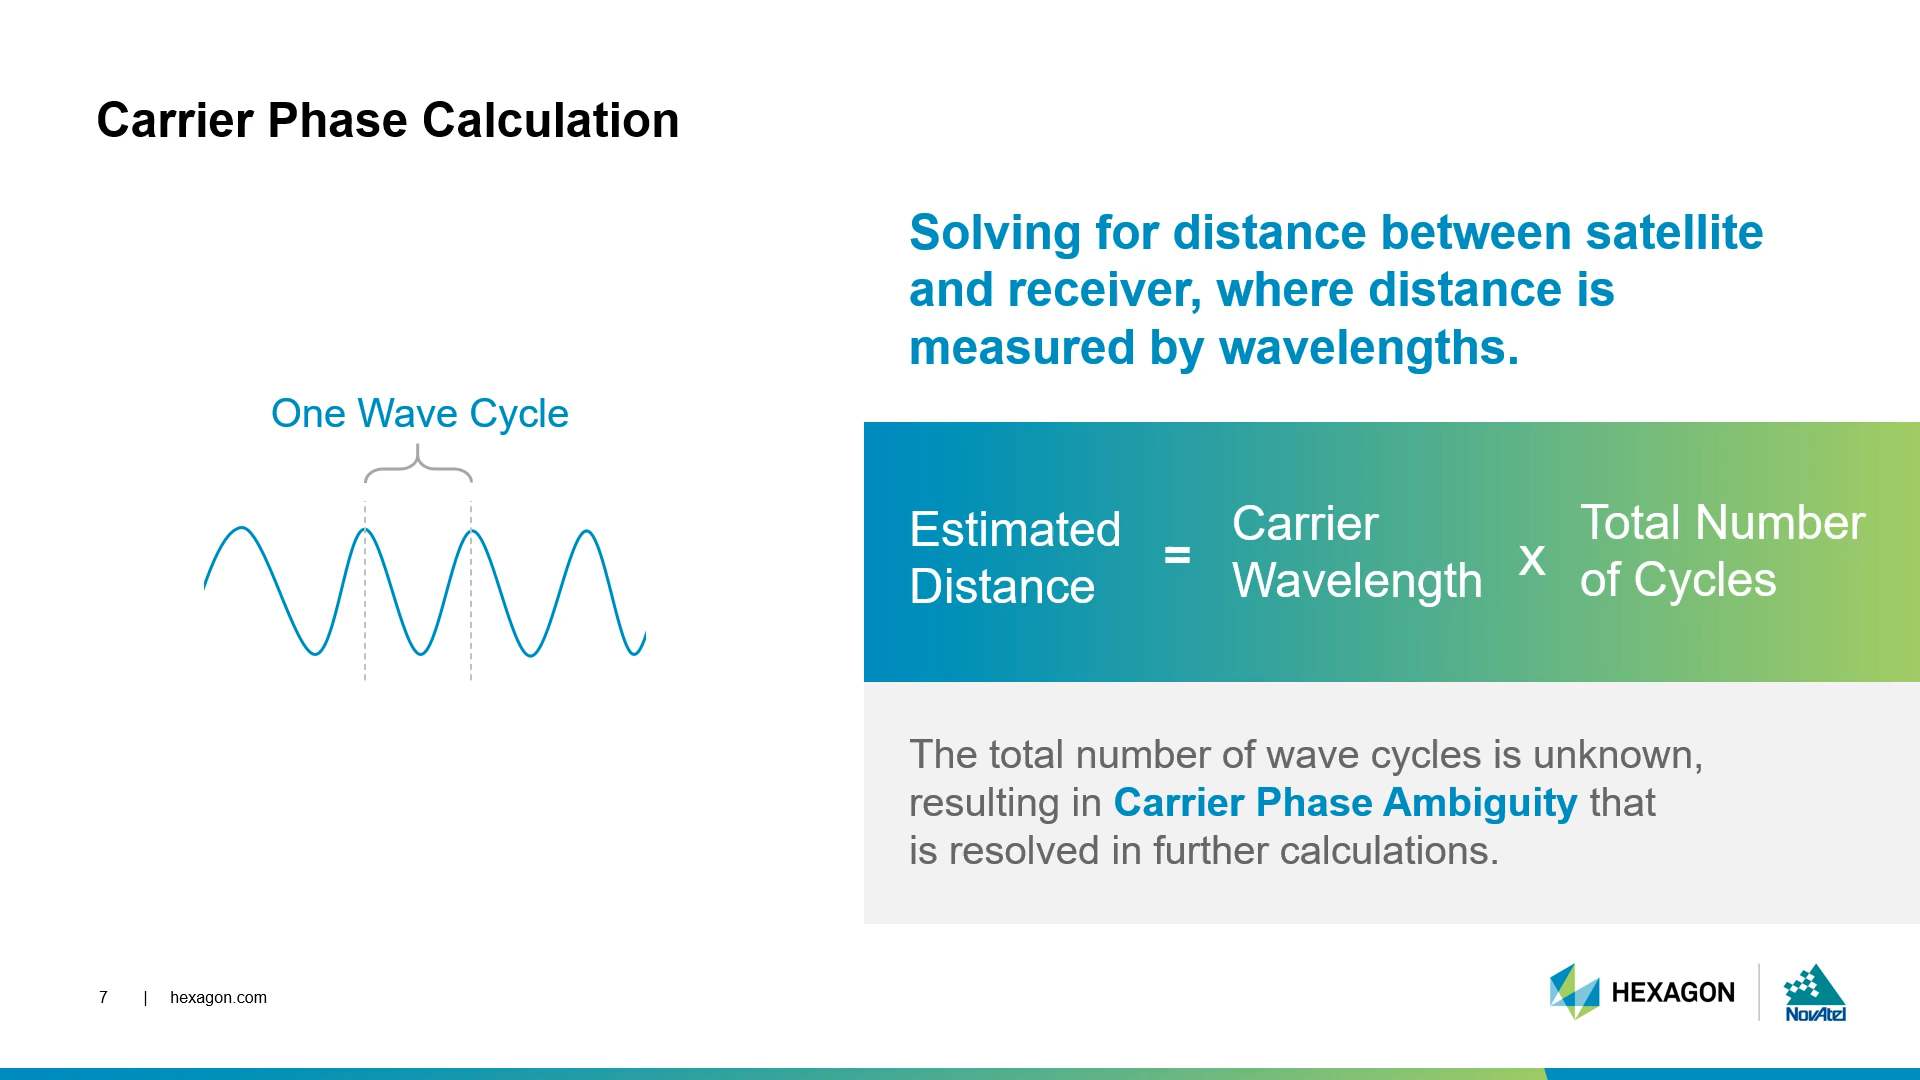 Carrier Phase Calculation
Solving for distance between satellite
and receiver, where distance is
measured by wavelengths.
One Wave Cycle
Estimated
Distance
=
Carrier
Wavelength
x
Total Number
of Cycles
The total number of wave cycles is unknown,
resulting in Carrier Phase Ambiguity that
is resolved in further calculations.
7 | hexagon.com
HEXAGON
NovAtel